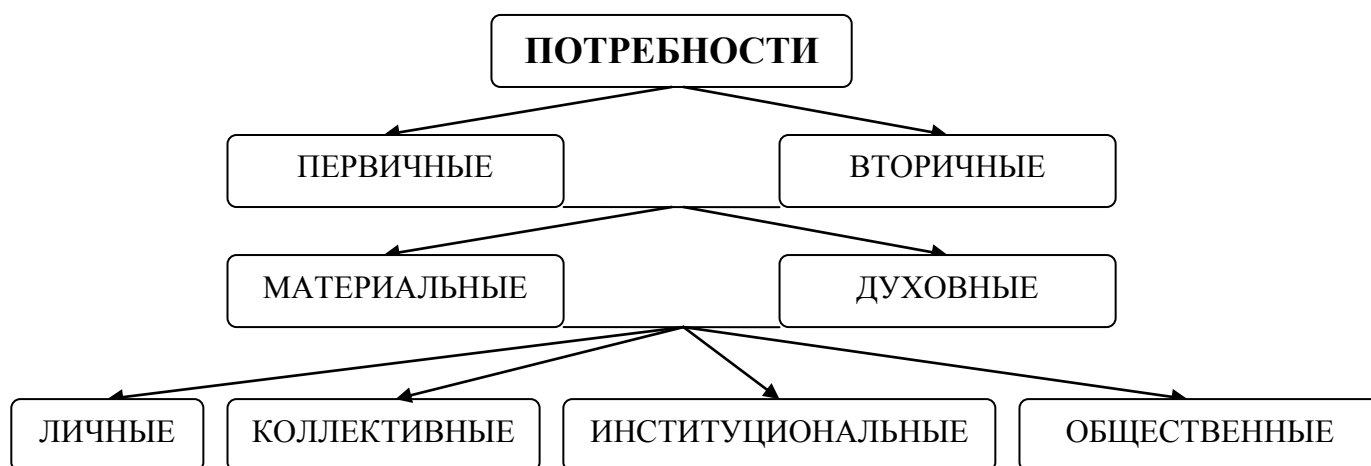 ПОТРЕБНОСТИ
ПЕРВИЧНЫЕ
ВТОРИЧНЫЕ
МАТЕРИАЛЬНЫЕ
ДУХОВНЫЕ
ЛИЧНЫЕ
КОЛЛЕКТИВНЫЕ
ИНСТИТУЦИОНАЛЬНЫЕ
ОБЩЕСТВЕННЫЕ